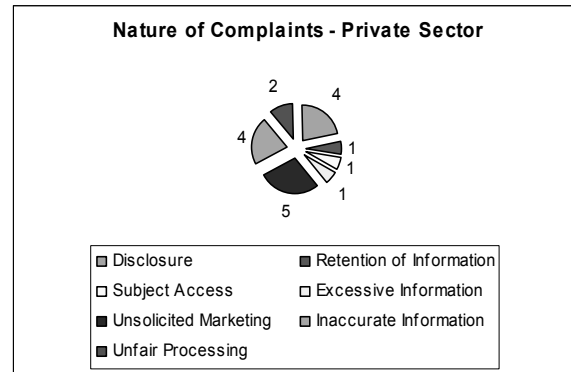 Nature of Complaints - Private Sector
2 4
4 1
1
1
5
Disclosure Retention of Information
Subject Access Excessive Information
Unsolicited Marketing Inaccurate Information
Unfair Processing